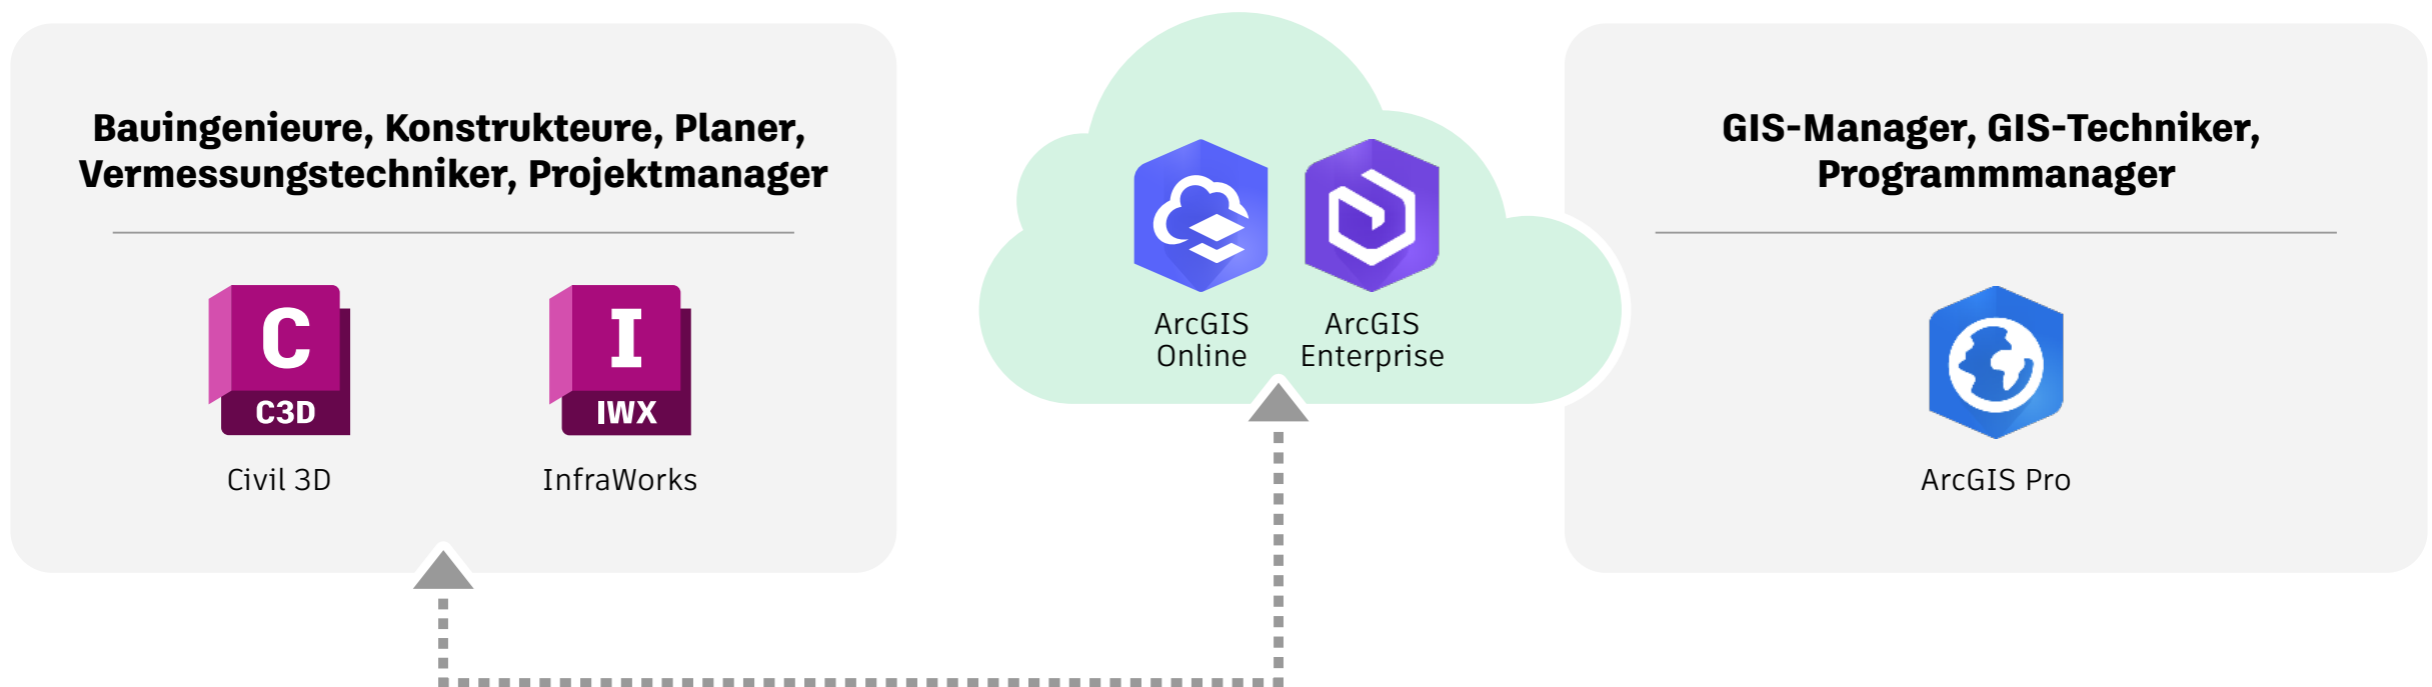 Bauingenieure, Konstrukteure, Planer,
Vermessungstechniker, Projektmanager
C
C3D
Civil 3D
I
IWX
InfraWorks
ArcGIS
Online
ArcGIS
Enterprise
GIS-Manager, GIS-Techniker,
Programmmanager
ArcGIS Pro